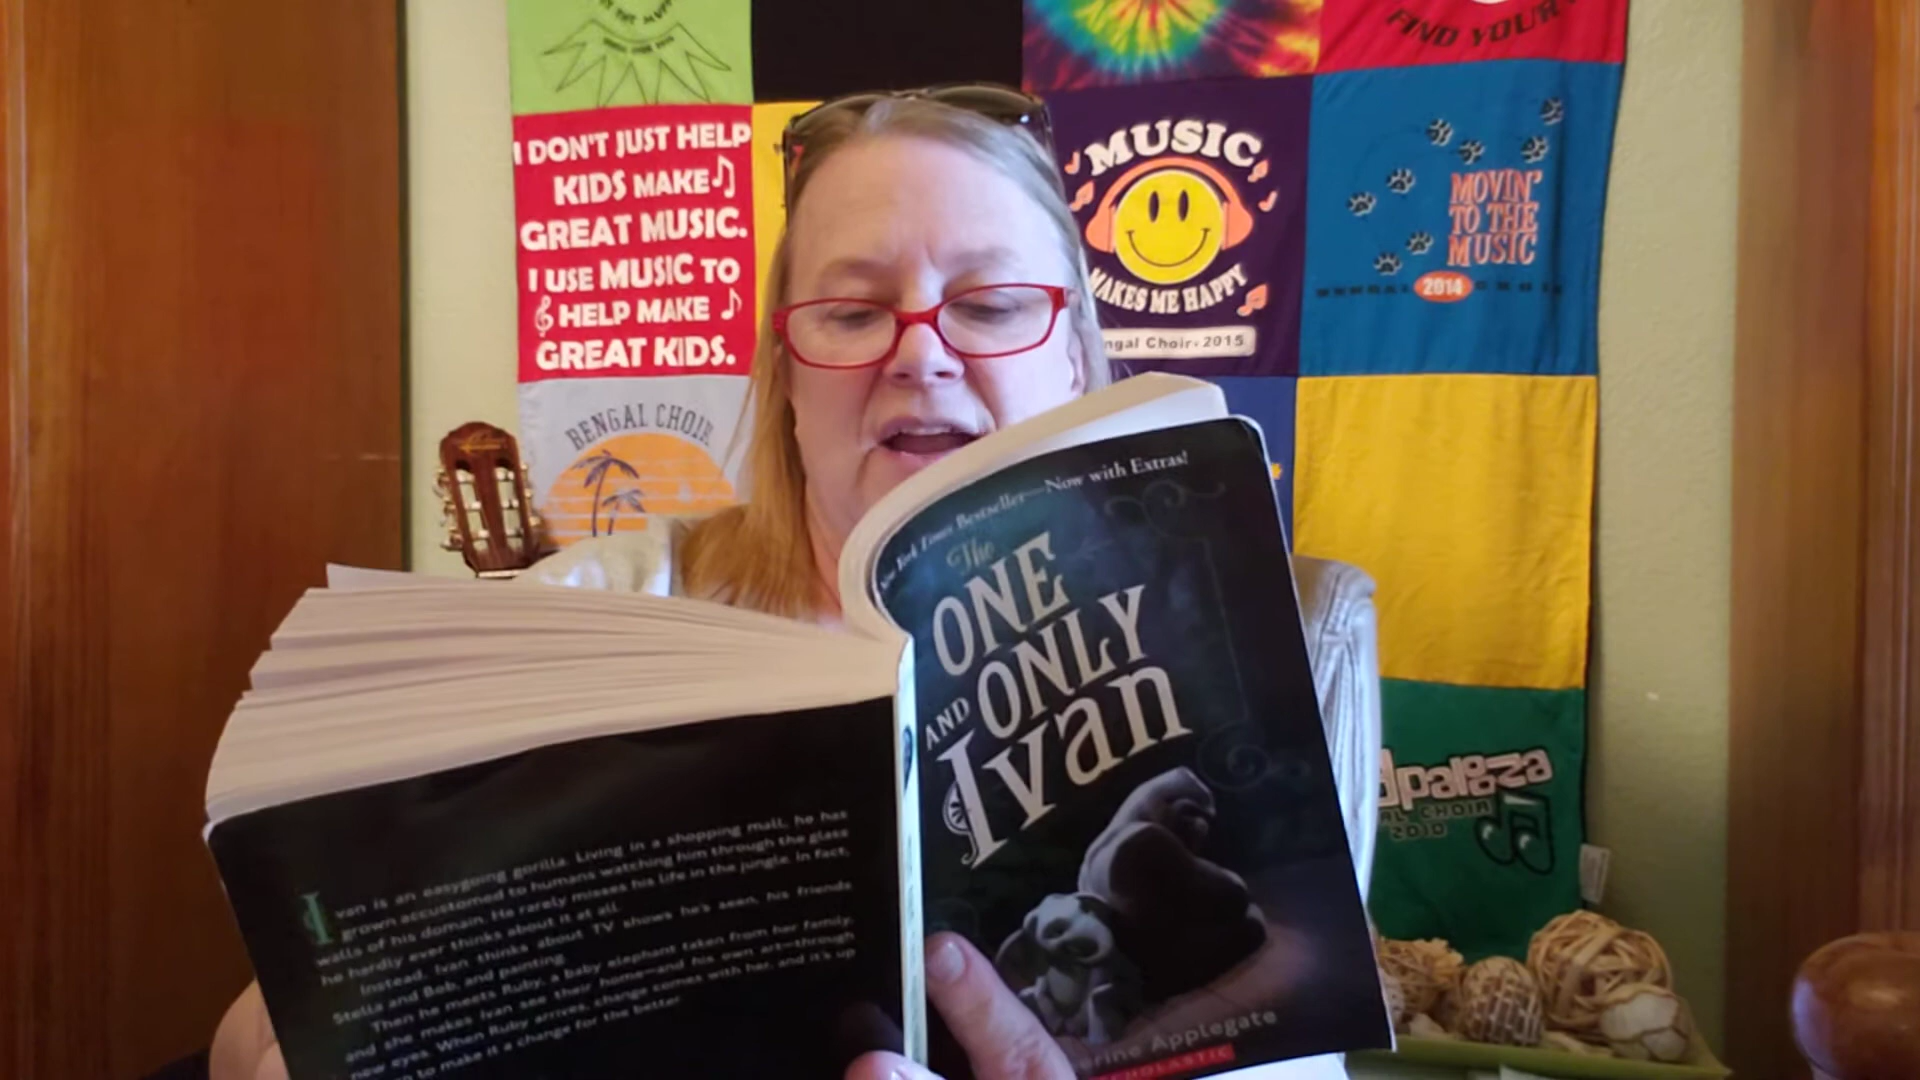 FIND YOUR
I DON'T JUST HELP
KIDS MAKE
GREAT MUSIC.
I USE MUSIC TO
HELP MAKE
GREAT KIDS.
MUSIC
MAKES ME HAPPY
ngal Choir. 2015
MOVIN'
TO THE
MUSIC
2014
BENGAL CHOIR
palooza
AL CHOIR
2010
New York Times Bestseller—Now with Extras!
The
ONE
AND ONLY
Ivan
erine Applegate
SCHOLASTIC
Ivan is an easygoing gorilla. Living in a shopping mall, he has
grown accustomed to humans watching him through the glass
walls of his domain. He rarely misses his life in the jungle. In fact,
he hardly ever thinks about it at all.
Instead, Ivan thinks about TV shows he's seen, his friends
Stella and Bob, and painting.
Then he meets Ruby, a baby elephant taken from her family,
and she makes Ivan see their home—and his own art—through
new eyes. When Ruby arrives, change comes with her, and it's up
to make it a change for the better.